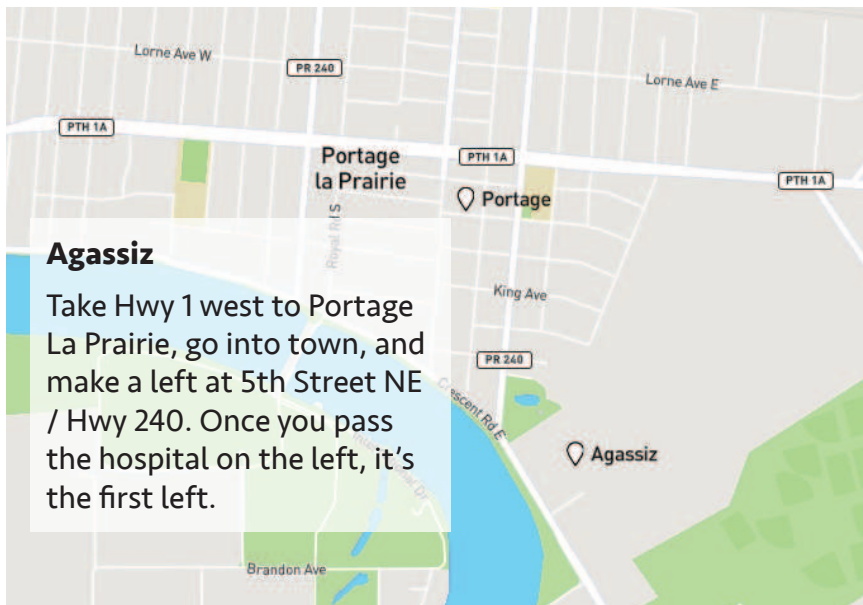 Lorne Ave W
PR 240
Lorne Ave E
PTH 1A
Portage
la Prairie
PTH 1A
PTH 1A
Portage
Royal Rd S
Agassiz
Take Hwy 1 west to Portage
La Prairie, go into town, and
make a left at 5th Street NE
/ Hwy 240. Once you pass
the hospital on the left, it's
the first left.
King Ave
PR 240
Crescent Rd E
Agassiz
Brandon Ave